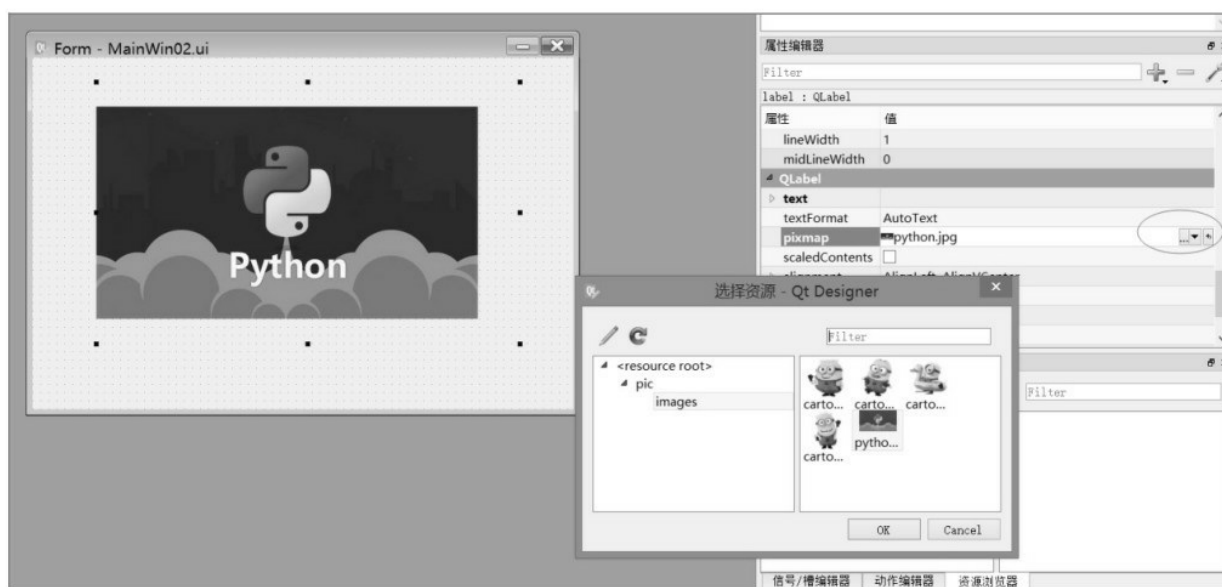 Form - MainWin02.ui
Python
属性编辑器
Filter
label : QLabel
属性 值
lineWidth 1
midLineWidth 0
QLabel
text
textFormat AutoText
pixmap python.jpg
scaledContents
选择资源 - Qt Designer
Filter
<resource root>
pic
images
carto... carto... carto...
carto... pytho...
OK Cancel
Filter
信号/槽编辑器 动作编辑器 资源浏览器